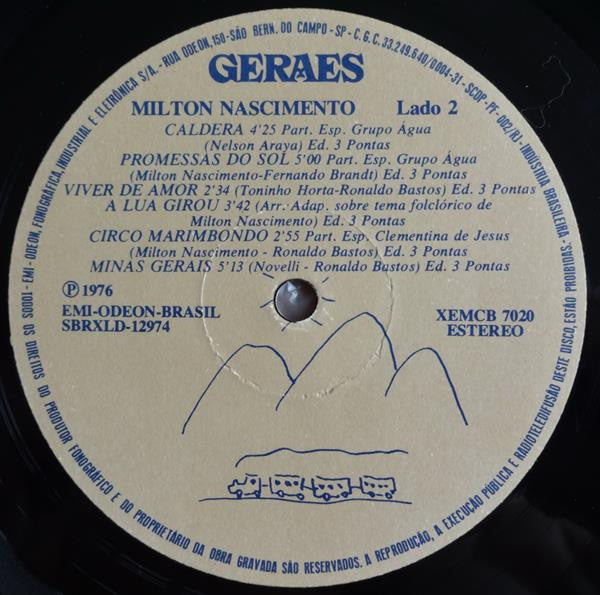 GERAES
MILTON NASCIMENTO Lado 2
CALDERA 4'25 Part. Esp. Grupo Água
(Nelson Araya) Ed. 3 Pontas
PROMESSAS DO SOL 5'00 Part. Esp. Grupo Água
(Milton Nascimento-Fernando Brandt) Ed. 3 Pontas
VIVER DE AMOR 2'34 (Toninho Horta-Ronaldo Bastos) Ed. 3 Pontas
A LUA GIROU 3'42 (Arr. Adap. sobre tema folclórico de
Milton Nascimento) Ed. 3 Pontas
CIRCO MARIMBONDO 2'55 Part. Esp. Clementina de Jesus
(Milton Nascimento - Ronaldo Bastos) Ed. 3 Pontas
MINAS GERAIS 5'13 (Novelli - Ronaldo Bastos) Ed. 3 Pontas
℗ 1976
EMI-ODEON-BRASIL XEMCB 7020
SBRXLD-12974 ESTEREO
SODOI - EMI - ODEON, FONOGRÁFICA, INDUSTRIAL E ELETRÔNICA S/A. - RUA ODEON, 150 - SÃO BERN. DO CAMPO - SP - C.G.C. 33.249.640/0004-31 - SCDP-PF - 002/RJ - INDÚSTRIA BRASILEIRA -
OS DIREITOS DO PRODUTOR FONOGRÁFICO E DO PROPRIETÁRIO DA OBRA GRAVADA SÃO RESERVADOS. A REPRODUÇÃO, A EXECUÇÃO PÚBLICA E RADIOTELEDIFUSÃO DESTE DISCO, ESTÃO PROIBIDAS -